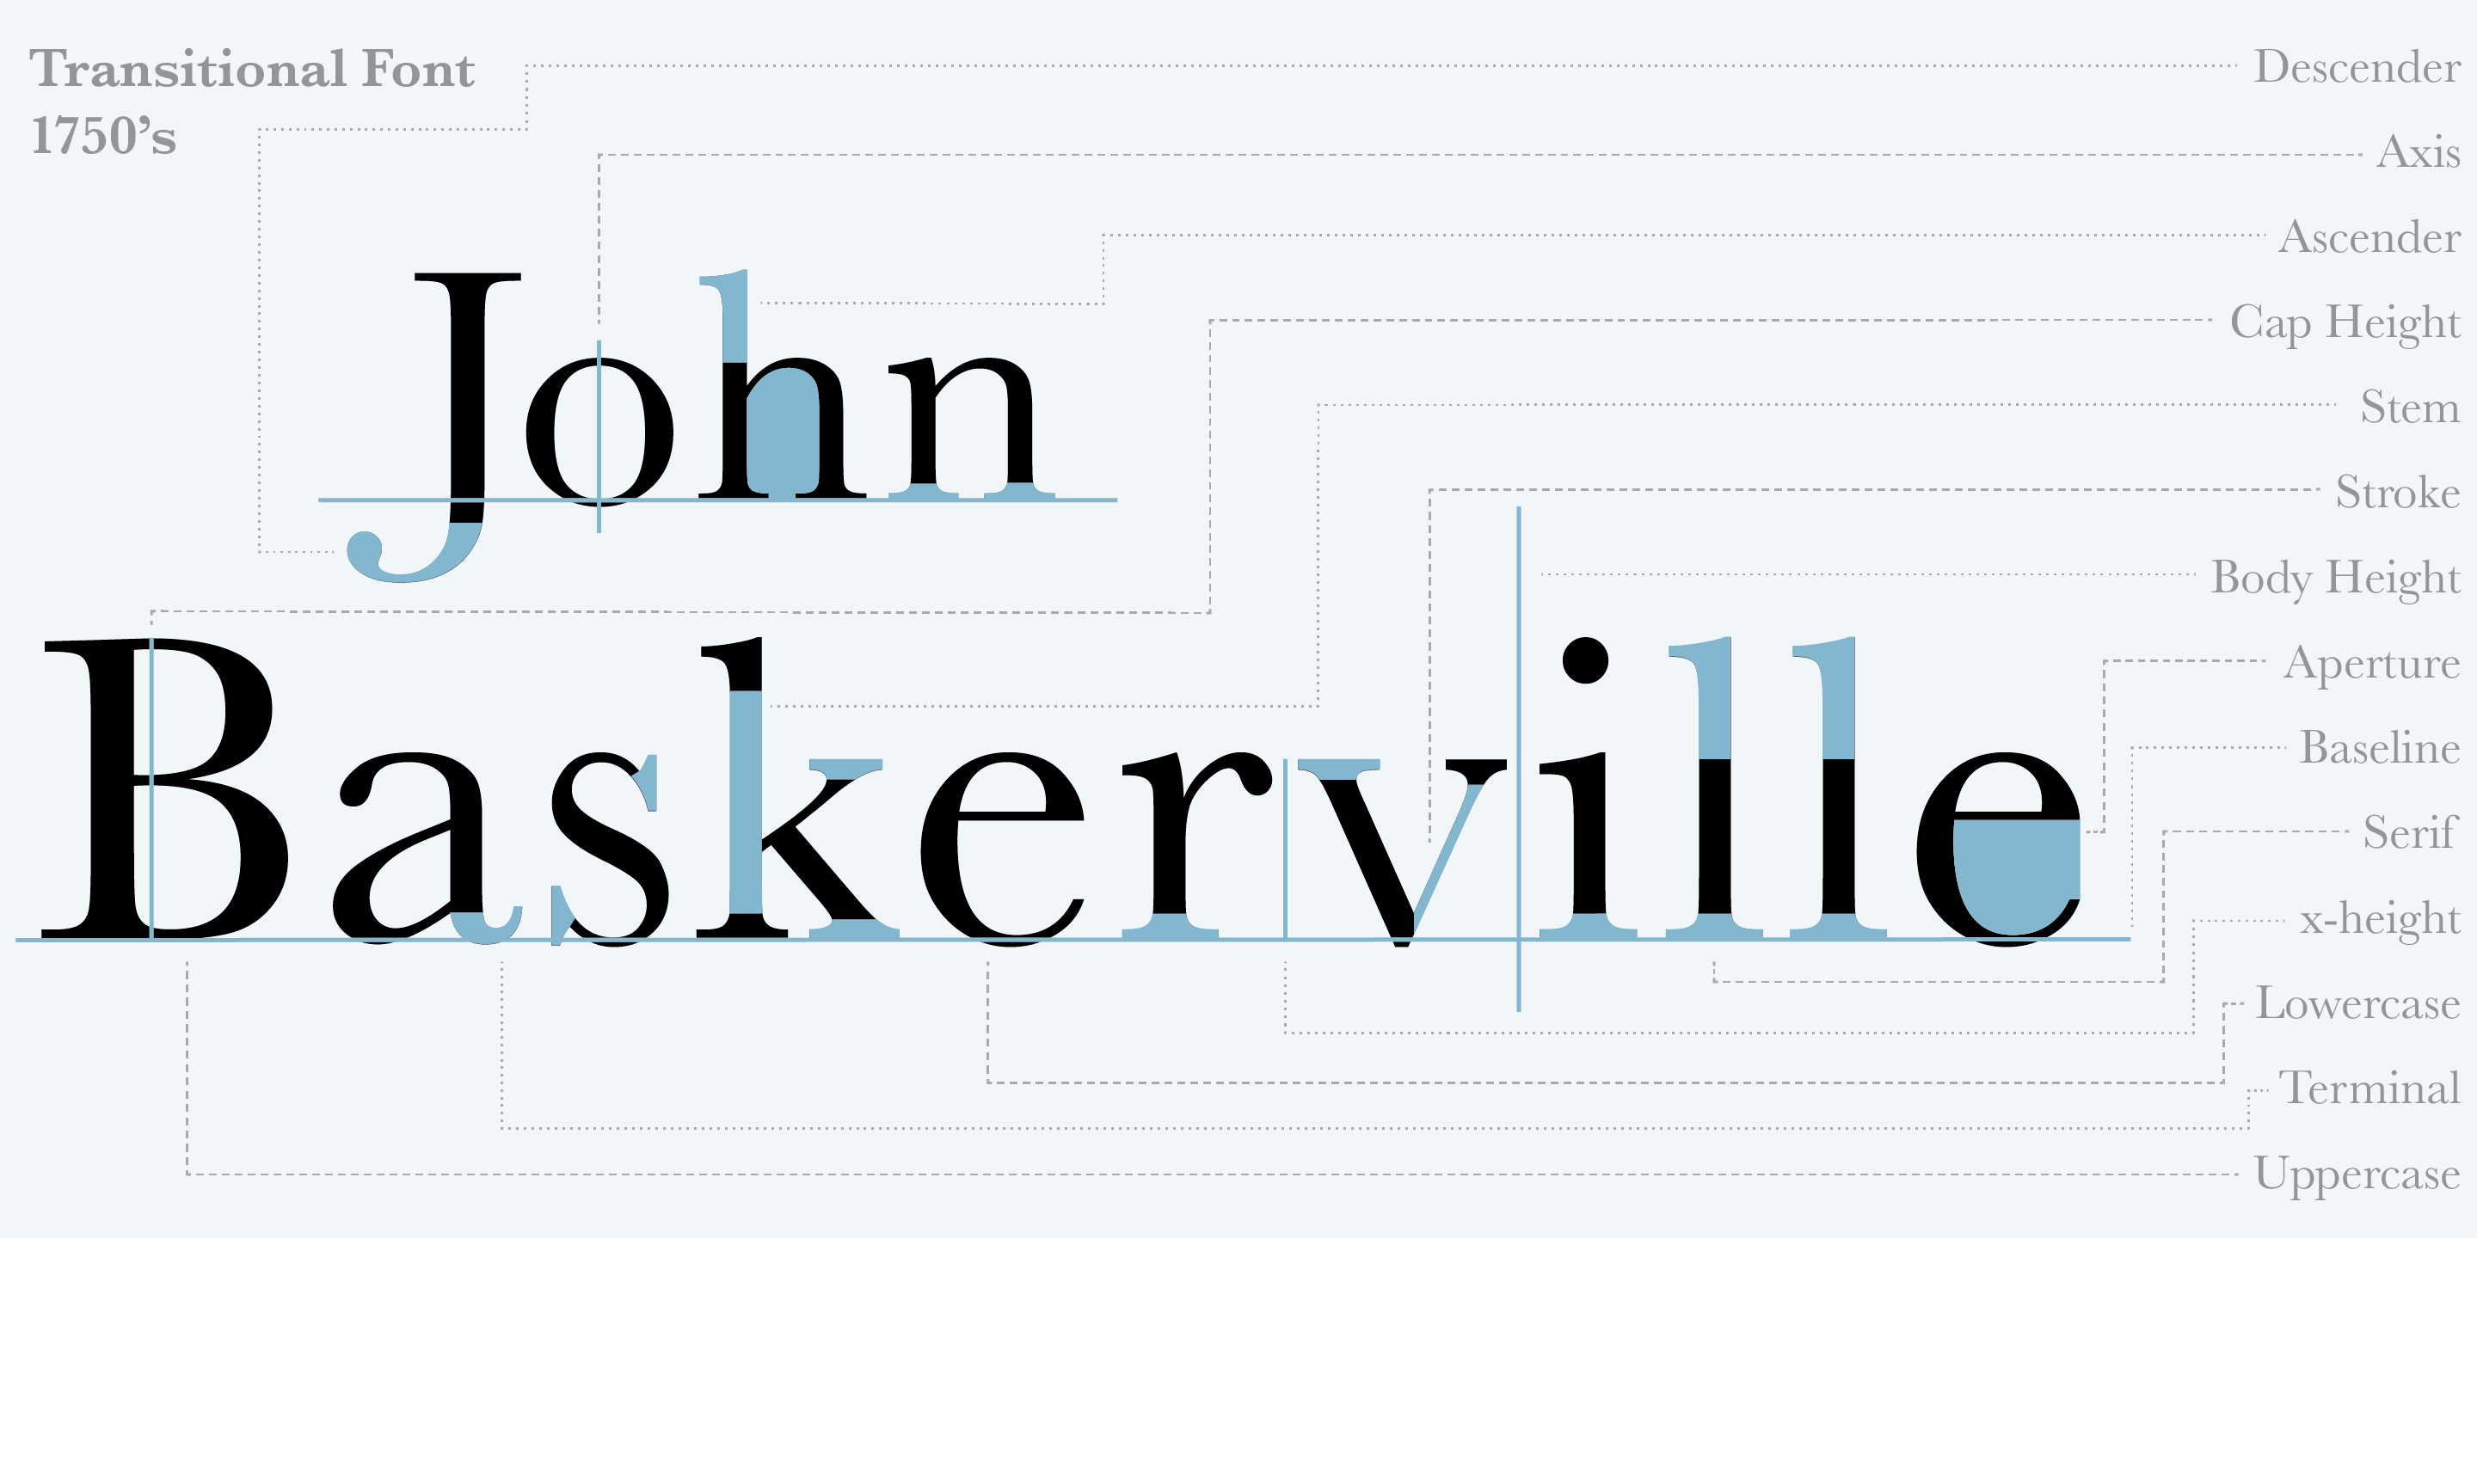 Transitional Font
1750's
Descender
Axis
Ascender
Cap Height
Stem
Stroke
Body Height
Aperture
Baseline
Serif
x-height
Lowercase
Terminal
Uppercase
John
Baskerville